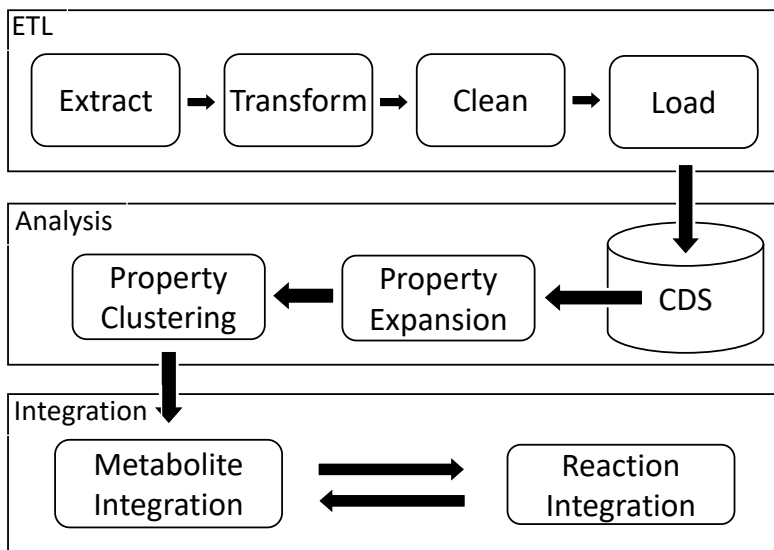 ETL
Extract
Transform
Clean
Load
Analysis
Property
Clustering
Property
Expansion
CDS
Integration
Metabolite
Integration
Reaction
Integration